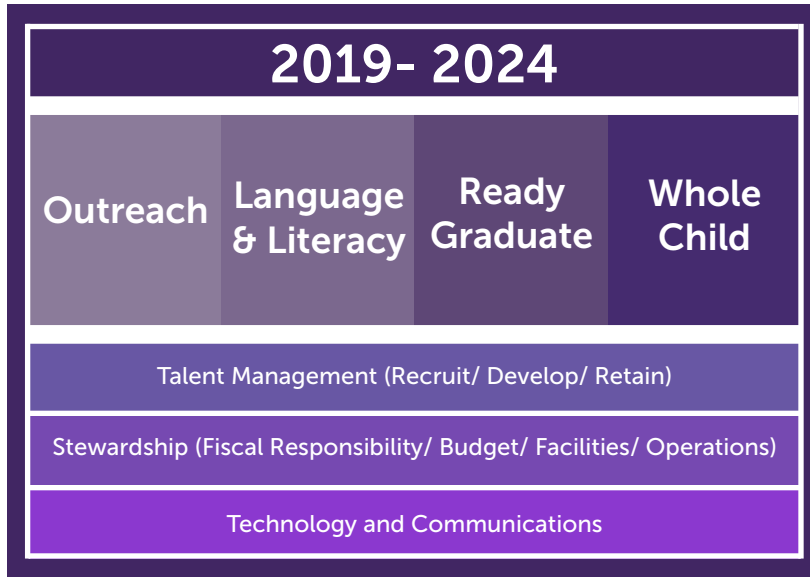 2019- 2024
Outreach
Language
& Literacy
Ready
Graduate
Whole
Child
Talent Management (Recruit/ Develop/ Retain)
Stewardship (Fiscal Responsibility/ Budget/ Facilities/ Operations)
Technology and Communications